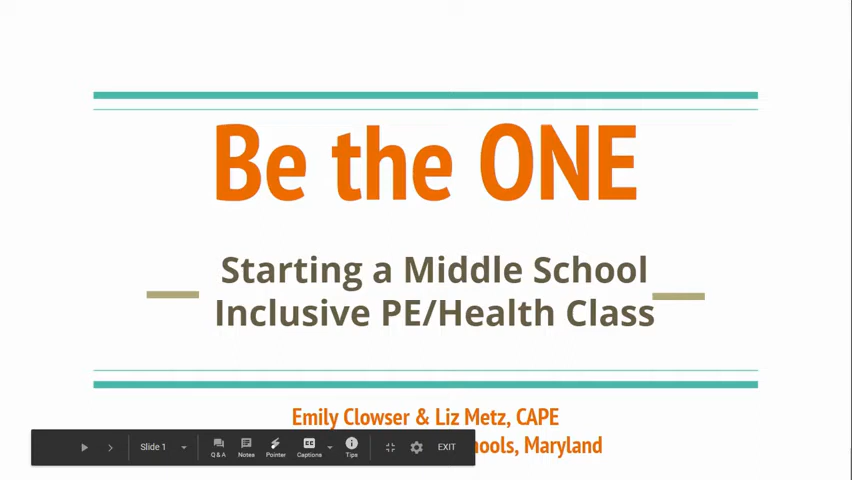 Be the ONE
Starting a Middle School
Inclusive PE/Health Class
Emily Clowser & Liz Metz, CAPE
Maryland
Slide 1
Q & A
Notes
Pointer
CC
Captions
Tips
EXIT